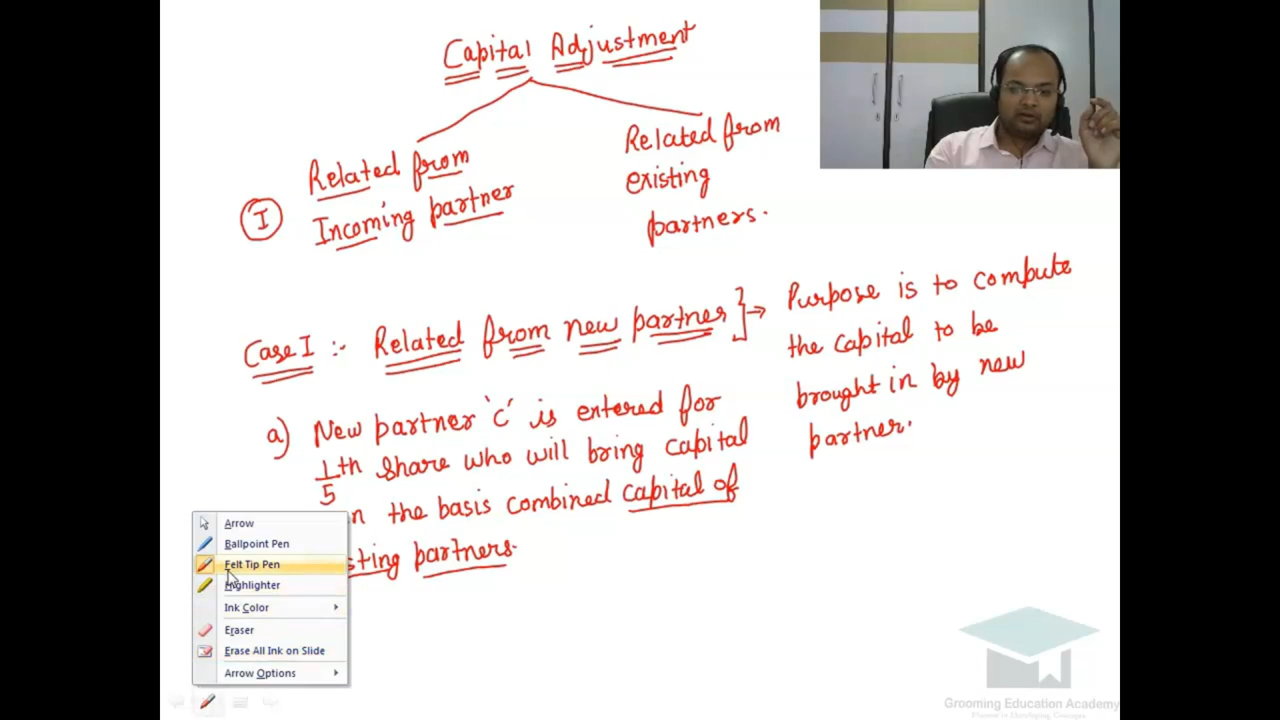 Capital Adjustment
Related from
Incoming partner
I
Related from
existing
partners.
Case I :- Related from new partner
Purpose is to compute
the capital to be
brought in by new
partner.
a) New partner 'c' is entered for
1/5 th share who will bring capital
n the basis combined capital of
sting partners.
Arrow
Ballpoint Pen
Felt Tip Pen
Highlighter
Ink Color
Eraser
Erase All Ink on Slide
Arrow Options
Grooming Education Academy